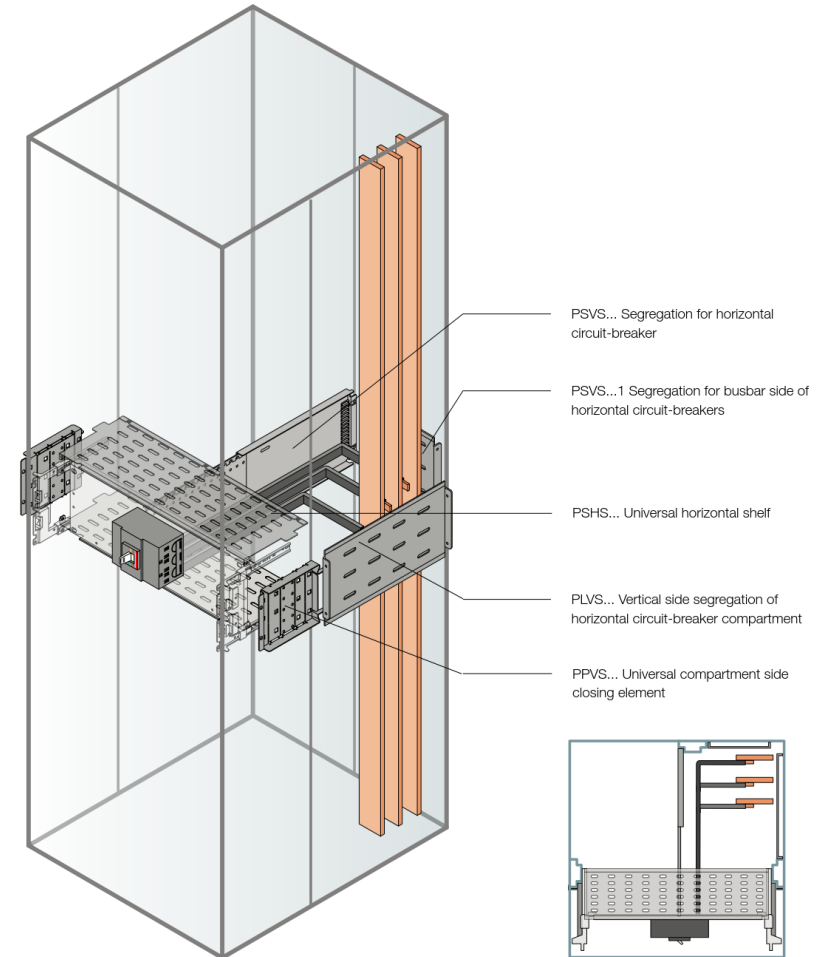 PSVS... Segregation for horizontal
circuit-breaker
PSVS...1 Segregation for busbar side of
horizontal circuit-breakers
PSHS... Universal horizontal shelf
PLVS... Vertical side segregation of
horizontal circuit-breaker compartment
PPVS... Universal compartment side
closing element